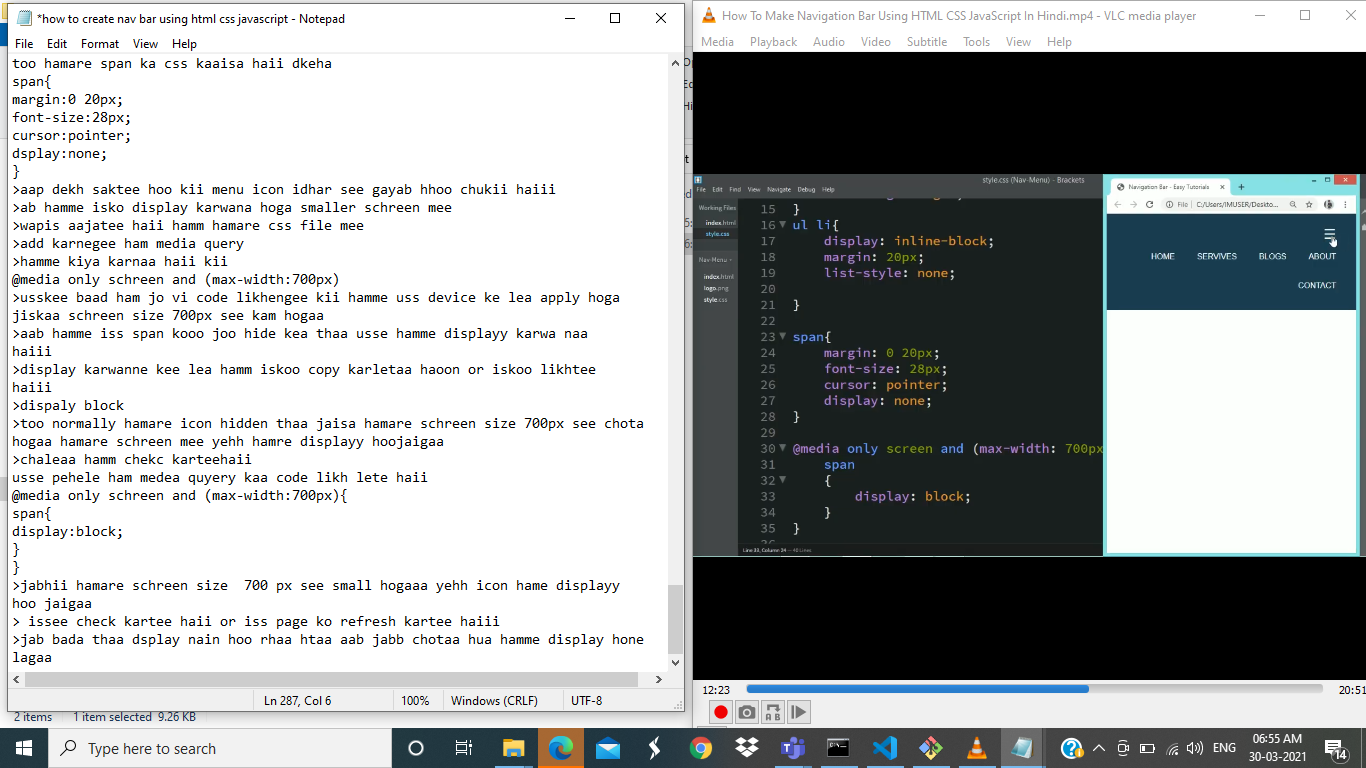 *how to create nav bar using html css javascript - Notepad
File Edit Format View Help
too hamare span ka css kaaisa haii dkeha
span{
margin:0 20px;
font-size:28px;
cursor:pointer;
dsplay:none;
}
>aap dekh saktee hoo kii menu icon idhar see gayab hhoo chukii haiii
>ab hamme isko display karwana hoga smaller schreen mee
>wapis aajatee haii hamm hamare css file mee
>add karnegee ham media query
>hamme kiya karnaa haii kii
@media only schreen and (max-width:700px)
>usskee baad ham jo vi code likhengee kii hamme uss device ke lea apply hoga
jiskaa schreen size 700px see kam hogaa
>aab hamme iss span kooo joo hide kea thaa usse hamme displayy karwa naa
haiii
>display karwanne kee lea hamm iskoo copy karletaa haoon or iskoo likhtee
haiii
>dispaly block
>too normally hamare icon hidden thaa jaisa hamare schreen size 700px see chota
hogaa hamare schreen mee yehh hamre displayy hoojaigaa
>chaleaa hamm chekc karteehaii
usse pehele ham medea quyery kaa code likh lete haii
@media only schreen and (max-width:700px){
span{
display:block;
}
}
>jabhii hamare schreen size  700 px see small hogaaa yehh icon hame displayy
hoo jaigaa
> issee check kartee haii or iss page ko refresh kartee haiii
>jab bada thaa dsplay nain hoo rhaa htaa aab jabb chotaa hua hamme display hone
lagaa
Ln 287, Col 6 100% Windows (CRLF) UTF-8
2 items 1 item selected 9.26 KB
How To Make Navigation Bar Using HTML CSS JavaScript In Hindi.mp4 - VLC media player
Media Playback Audio Video Subtitle Tools View Help
style.css (Nav-Menu) - Brackets
File Edit Find View Navigate Debug Help
Working Files
index.html
style.css
Nav-Menu
index.html
logo.png
style.css
15 }
16 ul li{
17 display: inline-block;
18 margin: 20px;
19 list-style: none;
20
21 }
22
23 span{
24 margin: 0 20px;
25 font-size: 28px;
26 cursor: pointer;
27 display: none;
28 }
29
30 @media only screen and (max-width: 700px
31 span
32 {
33 display: block;
34 }
35 }
Line 33, Column 24 — 40 Lines
Navigation Bar - Easy Tutorials
File C:/Users/IMUSER/Deskto...
HOME SERVIVES BLOGS ABOUT
CONTACT
12:23 20:51
Type here to search
ENG
06:55 AM
30-03-2021
14